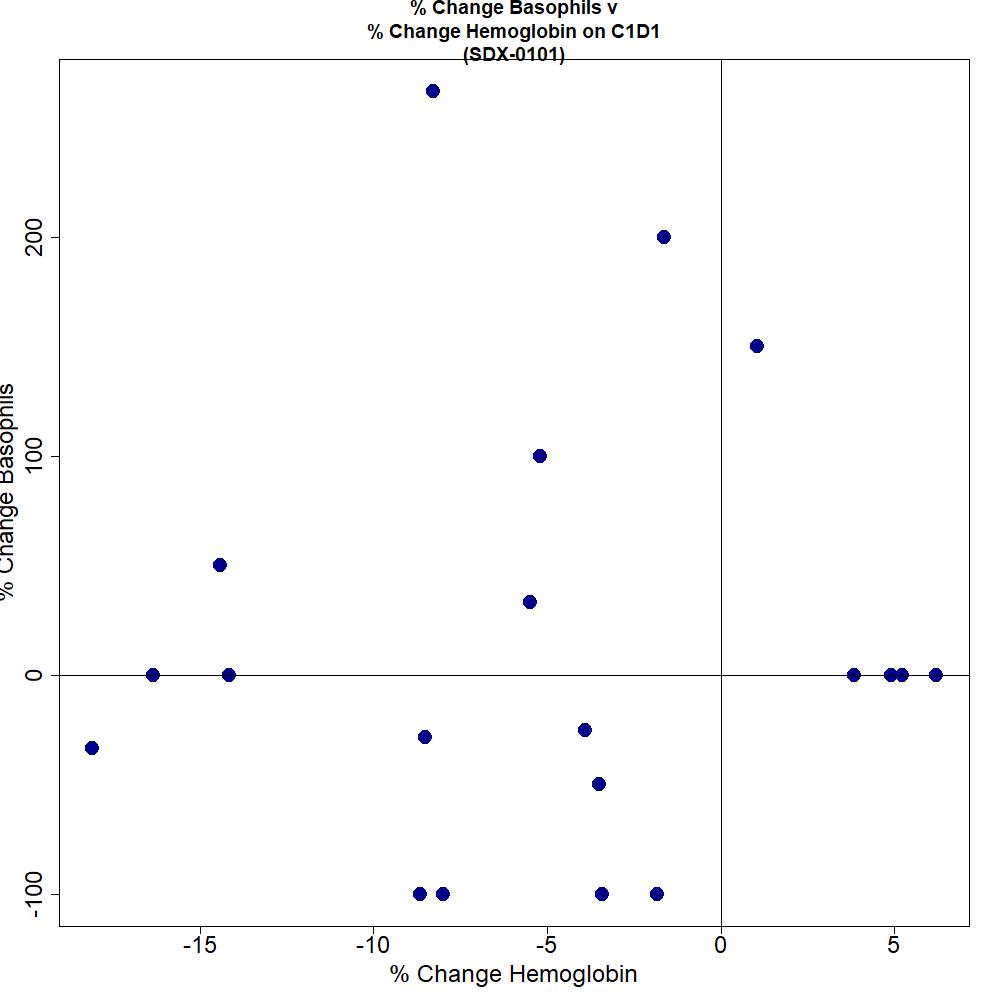 % Change Basophils v
% Change Hemoglobin on C1D1
(SDX-0101)
% Change Basophils
200
100
0
-100
-15
-10
-5
0
5
% Change Hemoglobin